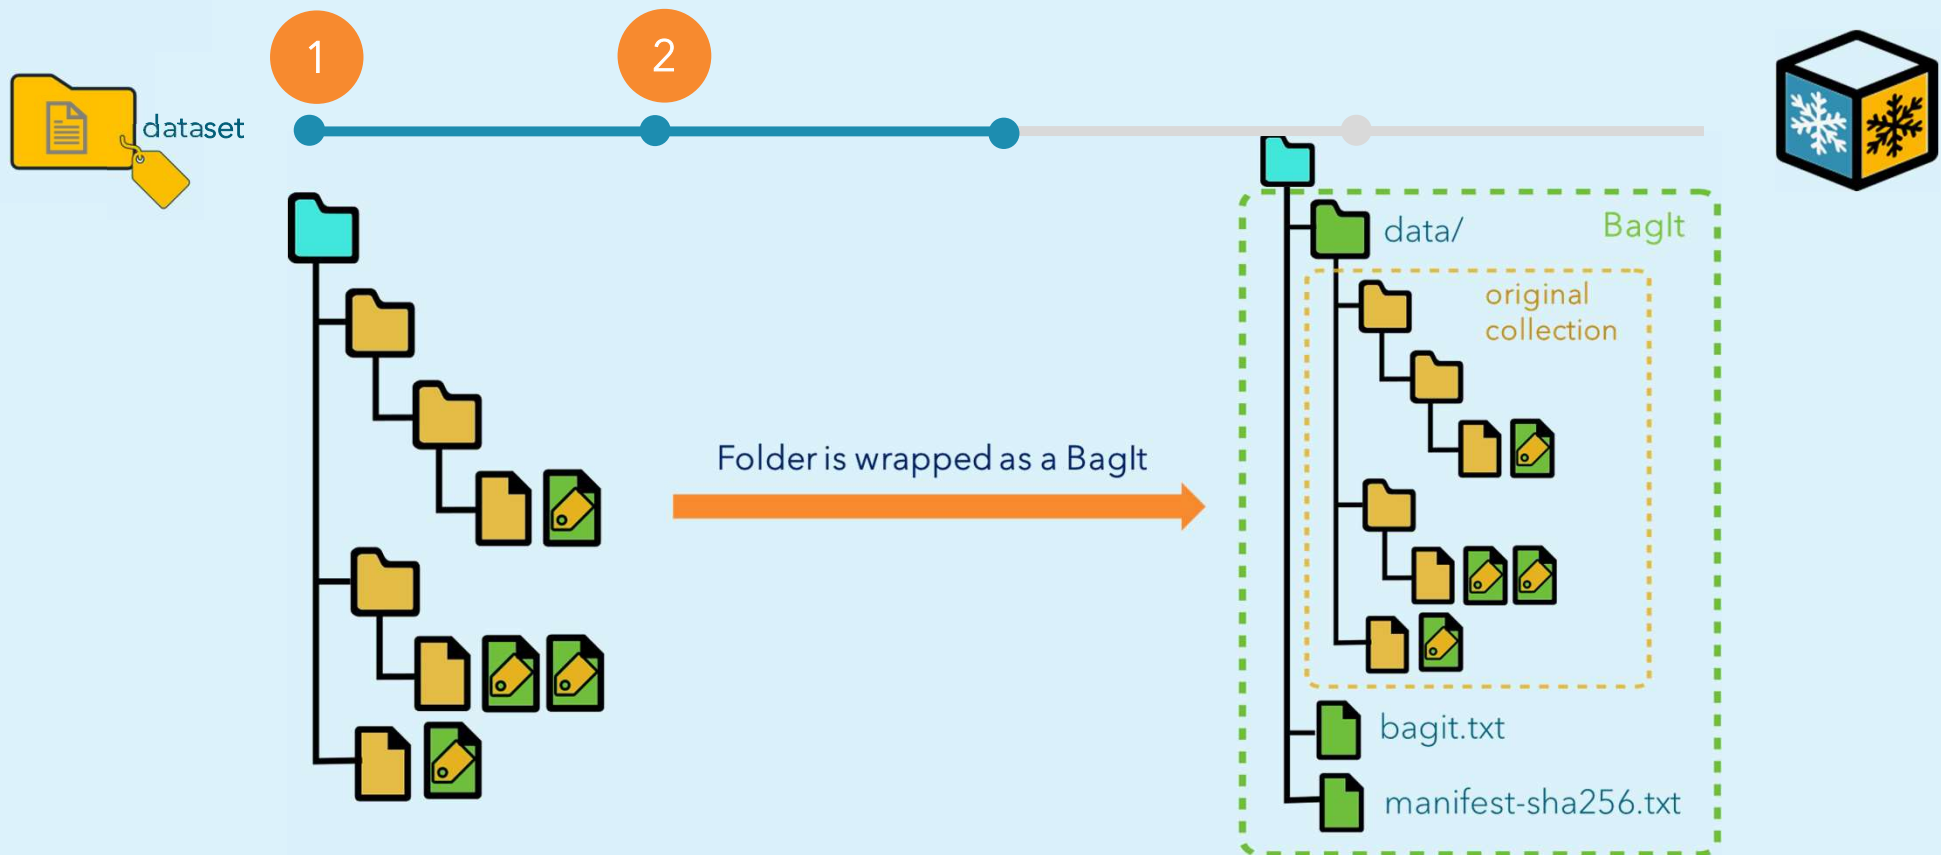 1
2
dataset
data/
BagIt
original
collection
Folder is wrapped as a BagIt
bagit.txt
manifest-sha256.txt